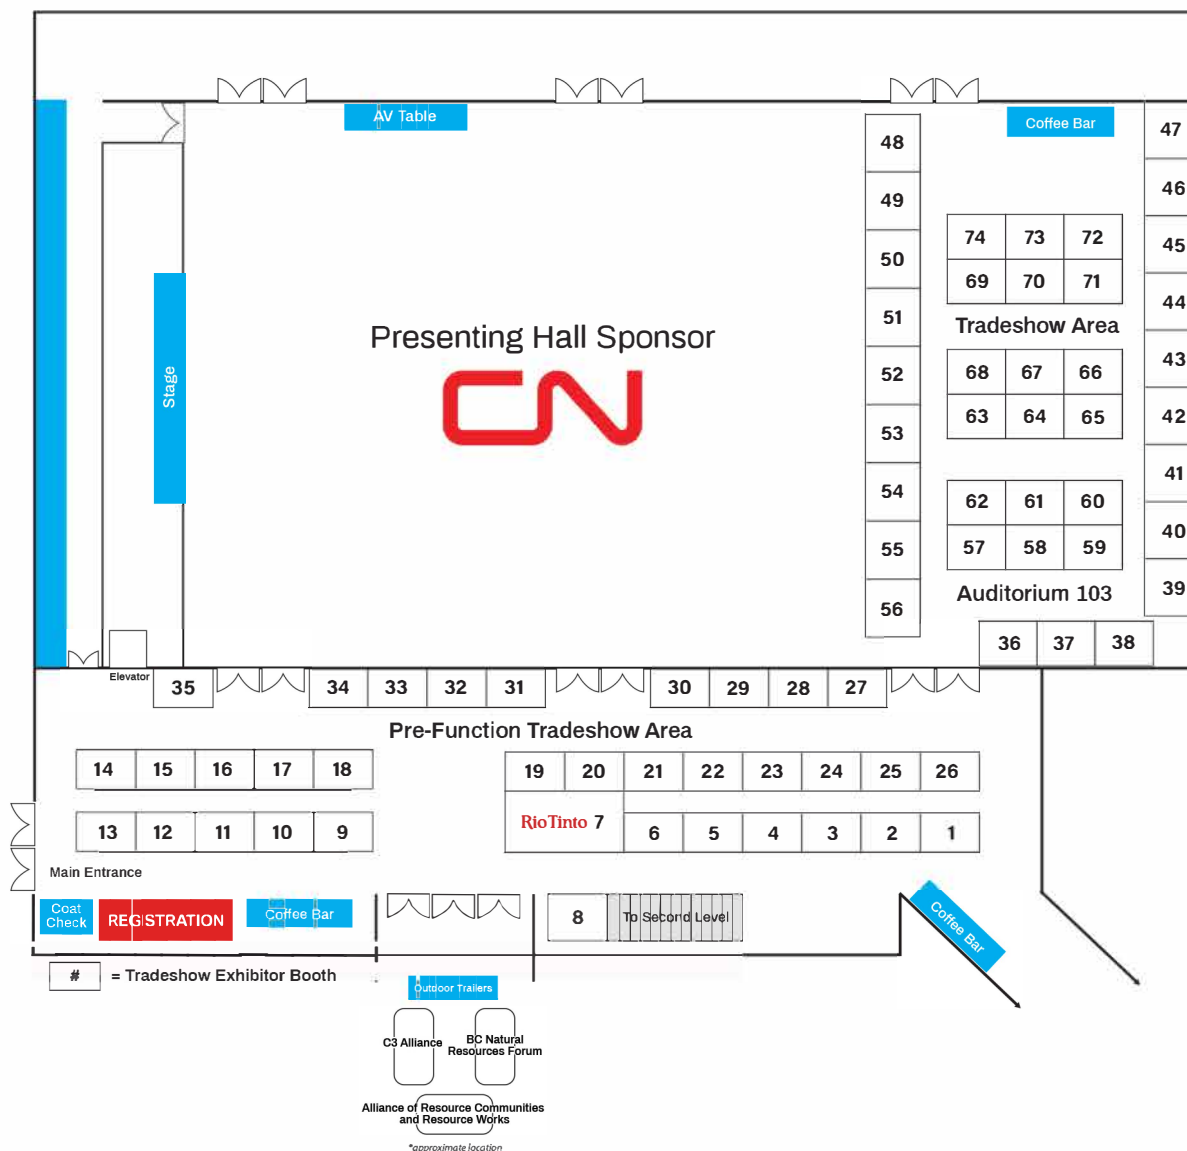 AV Table
Coffee Bar
47
48
46
49
74 73 72
45
50
69 70 71
44
51
Tradeshow Area
Presenting Hall Sponsor
CN
Stage
43
52
68 67 66
42
53
63 64 65
41
54
62 61 60
40
55
57 58 59
39
56
Auditorium 103
36 37 38
Elevator
35 34 33 32 31 30 29 28 27
Pre-Function Tradeshow Area
14 15 16 17 18 19 20 21 22 23 24 25 26
13 12 11 10 9 RioTinto 7 6 5 4 3 2 1
Main Entrance
Coat
Check
REGISTRATION
Coffee Bar
8
To Second Level
Coffee Bar
# = Tradeshow Exhibitor Booth
Outdoor Trailers
C3 Alliance
BC Natural
Resources Forum
Alliance of Resource Communities
and Resource Works
*approximate location